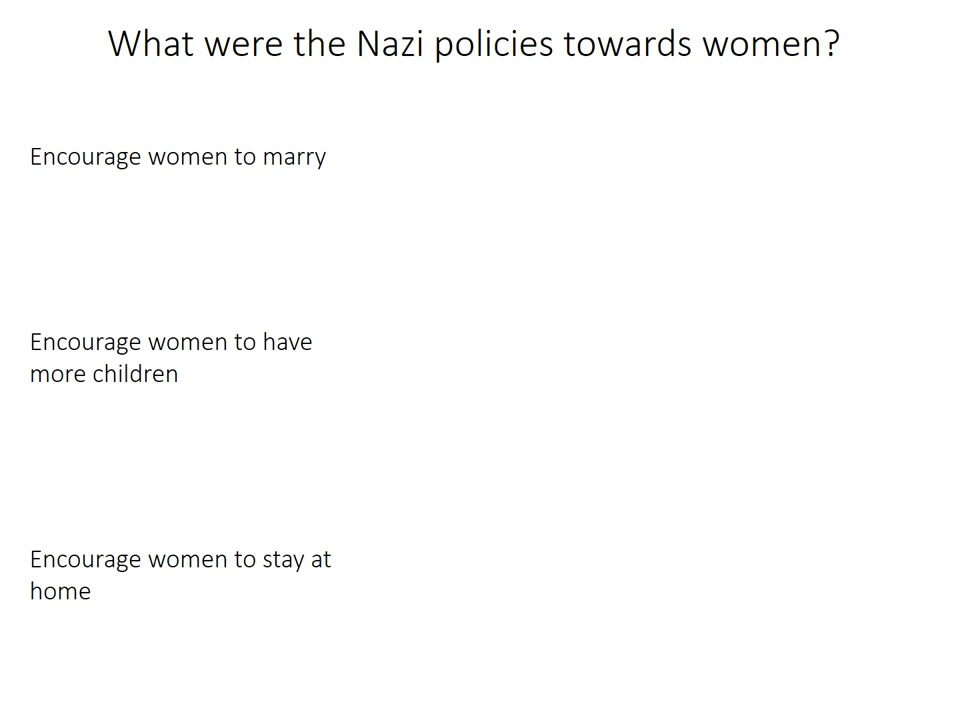 What were the Nazi policies towards women?
Encourage women to marry
Encourage women to have
more children
Encourage women to stay at
home